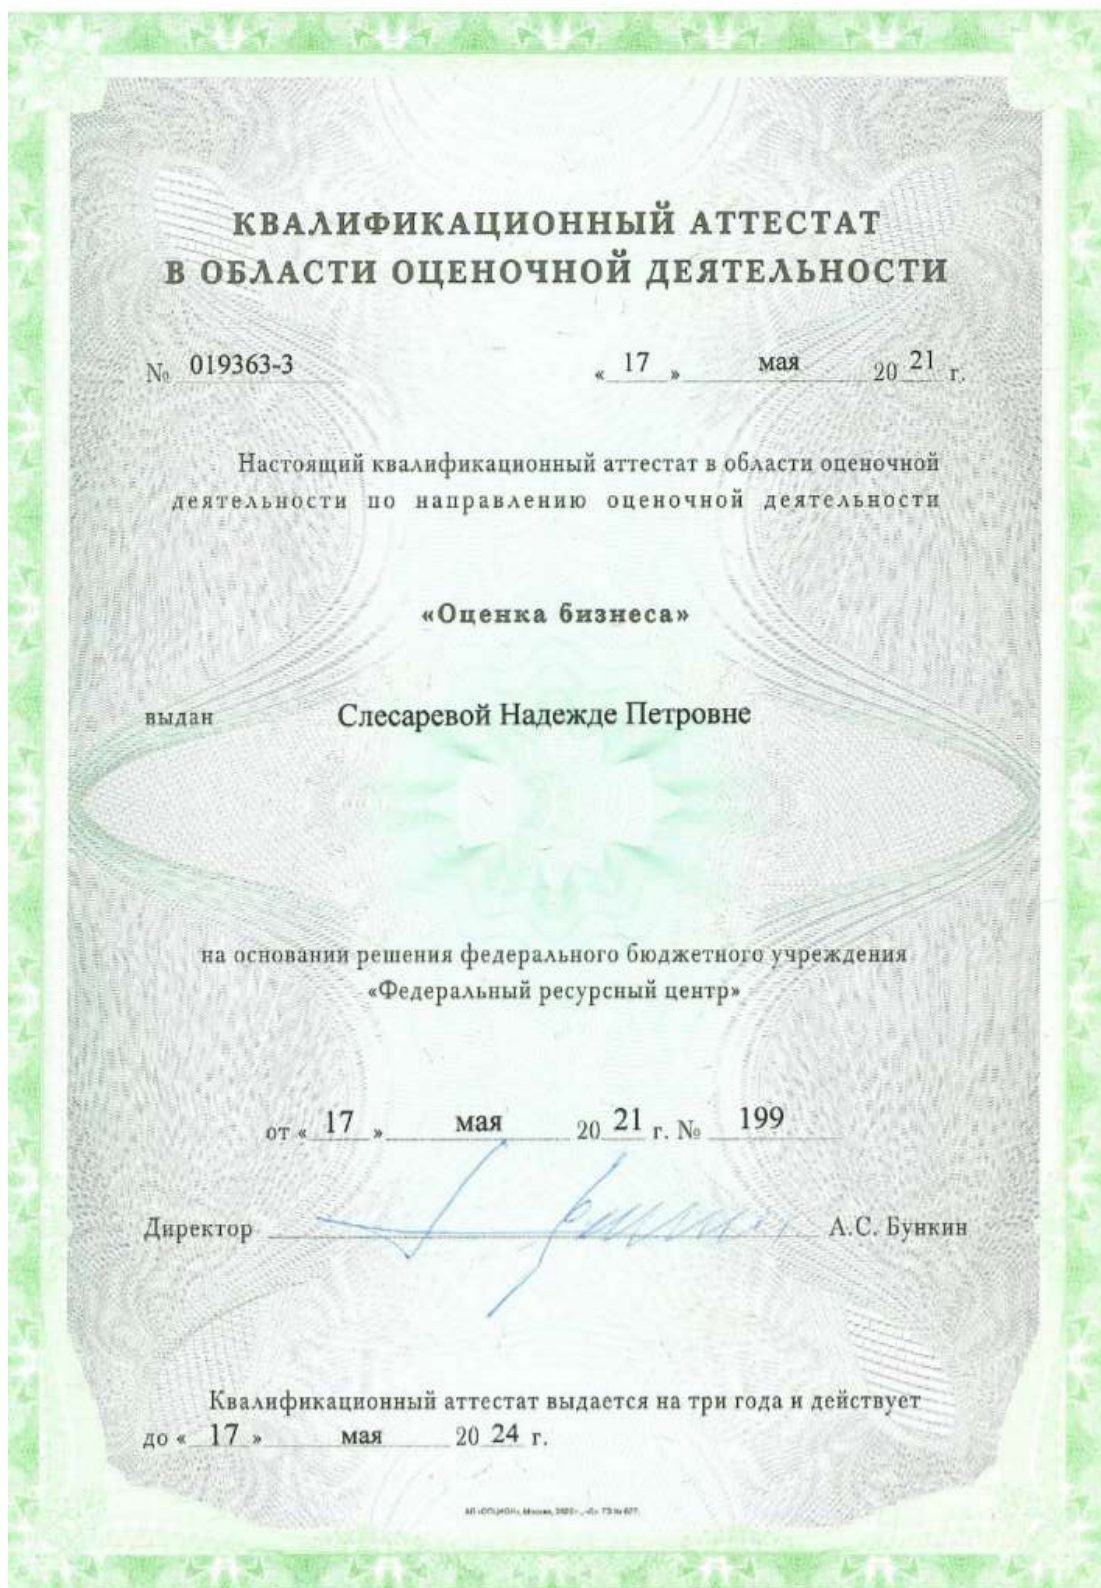 КВАЛИФИКАЦИОННЫЙ АТТЕСТАТ
В ОБЛАСТИ ОЦЕНОЧНОЙ ДЕЯТЕЛЬНОСТИ
№ 019363-3 « 17 » мая 20 21 г.
Настоящий квалификационный аттестат в области оценочной
деятельности по направлению оценочной деятельности
«Оценка бизнеса»
выдан Слесаревой Надежде Петровне
на основании решения федерального бюджетного учреждения
«Федеральный ресурсный центр»
от « 17 » мая 20 21 г. № 199
Директор А.С. Бункин
Квалификационный аттестат выдается на три года и действует
до « 17 » мая 20 24 г.